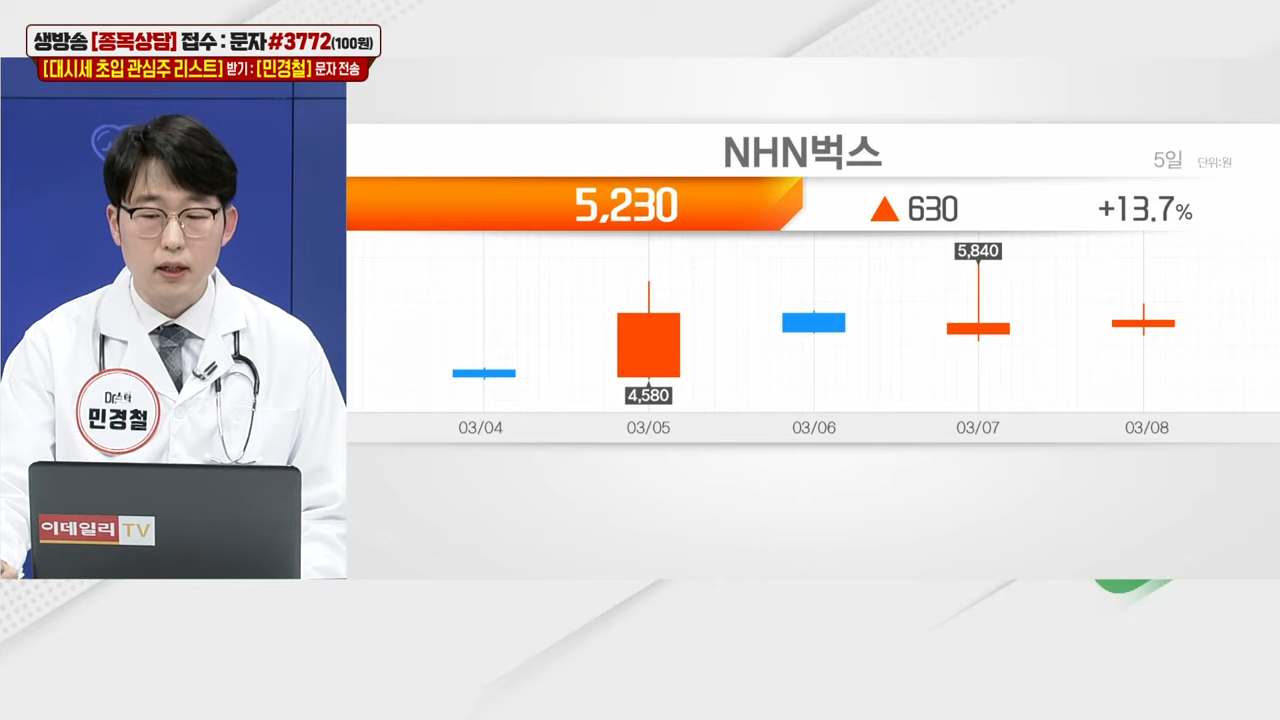 생방송 [종목상담] 접수 : 문자#3772(100원)
[대시세 초입 관심주 리스트] 받기 : [민경철] 문자 전송
NHN벅스
5일 단위:원
5,230 ▲ 630 +13.7%
5,840
4,580
03/04 03/05 03/06 03/07 03/08
Dr.스탁
민경철
이데일리 TV